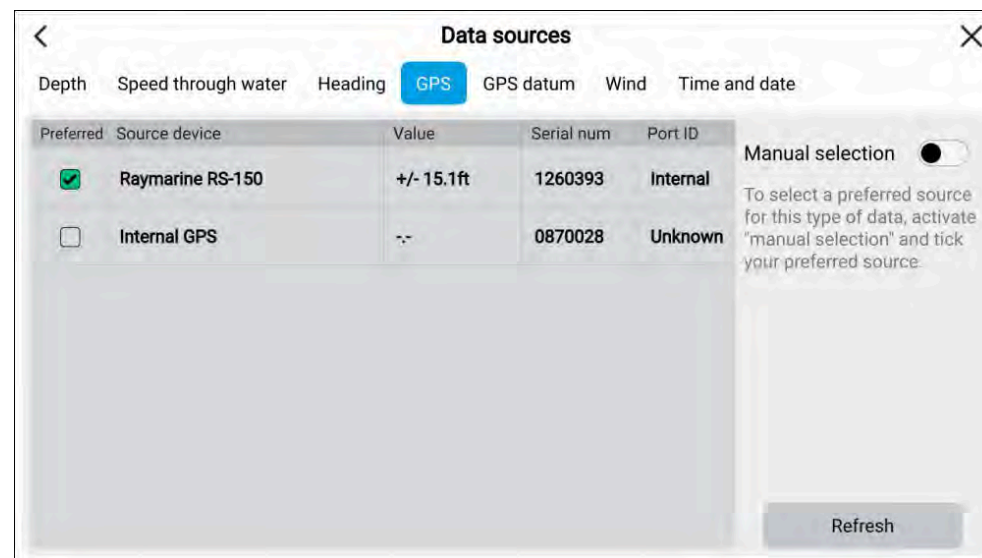 Data sources
Depth Speed through water Heading GPS GPS datum Wind Time and date
Preferred Source device Value Serial num Port ID
Raymarine RS-150 +/- 15.1ft 1260393 Internal
Internal GPS -.- 0870028 Unknown
Manual selection
To select a preferred source
for this type of data, activate
"manual selection" and tick
your preferred source.
Refresh